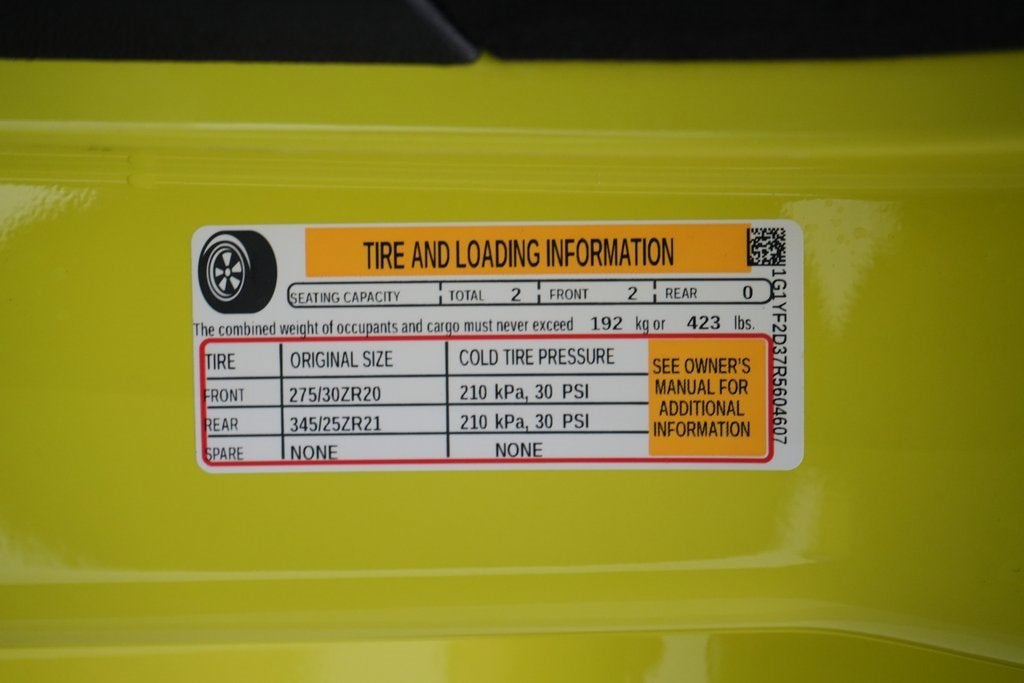 TIRE AND LOADING INFORMATION
SEATING CAPACITY TOTAL 2 FRONT 2 REAR 0
The combined weight of occupants and cargo must never exceed 192 kg or 423 lbs.
TIRE ORIGINAL SIZE COLD TIRE PRESSURE
FRONT 275/30ZR20 210 kPa, 30 PSI
REAR 345/25ZR21 210 kPa, 30 PSI
SPARE NONE NONE
SEE OWNER'S
MANUAL FOR
ADDITIONAL
INFORMATION
1G1YF2D37R5604607